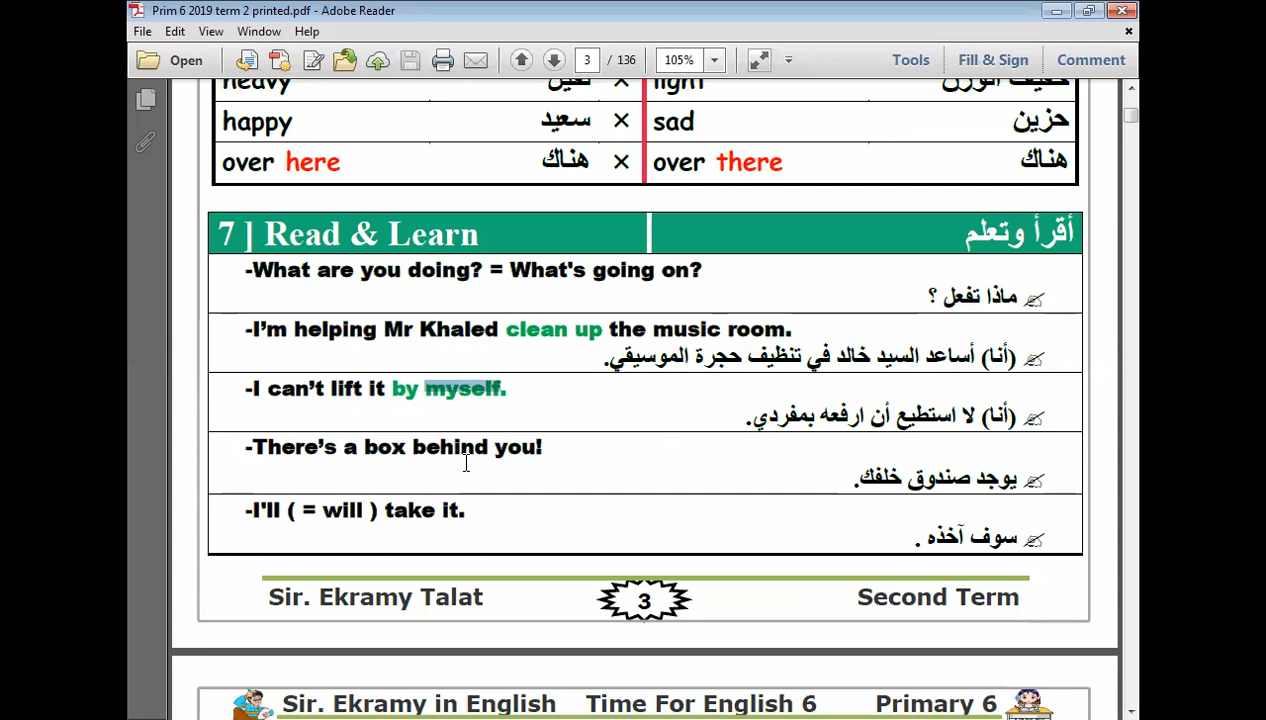 Prim 6 2019 term 2 printed.pdf - Adobe Reader
File Edit View Window Help
Open 3 / 136 105% Tools Fill & Sign Comment
heavy ثقيل × light خفيف الوزن
happy سعيد × sad حزين
over here هناك × over there هناك
7 ] Read & Learn أقرأ وتعلم
-What are you doing? = What's going on?
ماذا تفعل ؟
-I'm helping Mr Khaled clean up the music room.
(أنا) أساعد السيد خالد في تنظيف حجرة الموسيقي.
-I can't lift it by myself.
(أنا) لا استطيع أن ارفعه بمفردي.
-There's a box behind you!
يوجد صندوق خلفك.
-I'll ( = will ) take it.
سوف آخذه .
Sir. Ekramy Talat 3 Second Term
Sir. Ekramy in English Time For English 6 Primary 6